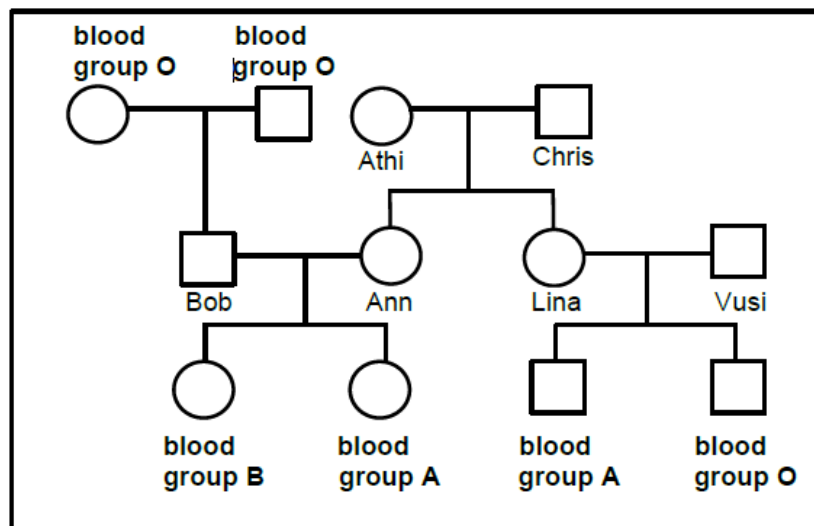 blood
group O
blood
group O
Athi
Chris
Bob
Ann
Lina
Vusi
blood
group B
blood
group A
blood
group A
blood
group O